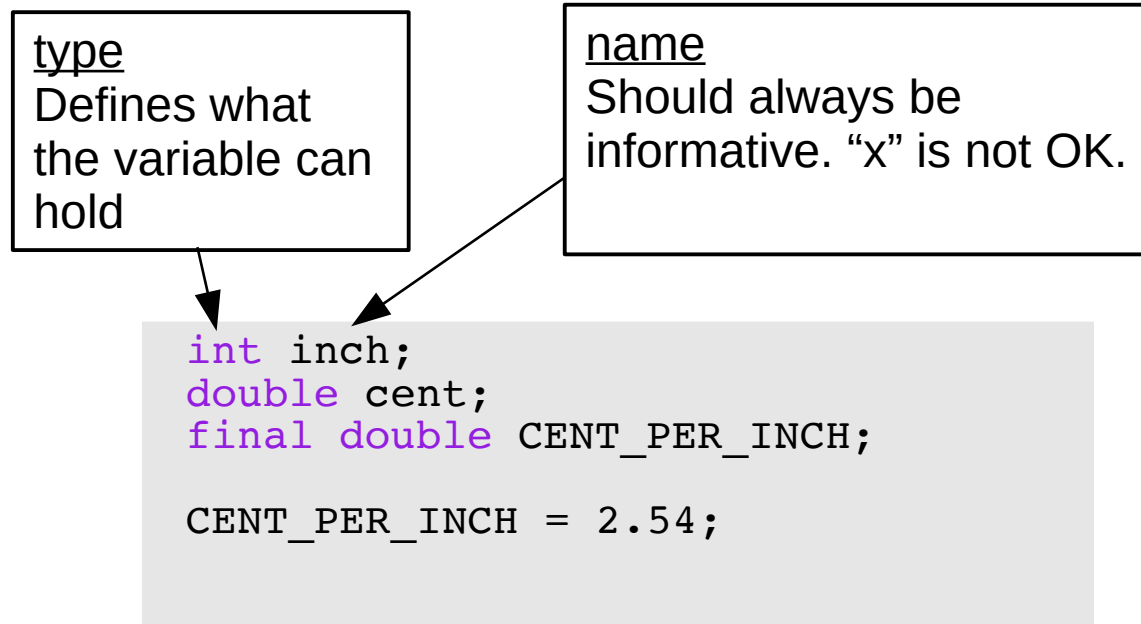 type
Defines what
the variable can
hold
name
Should always be
informative. “x” is not OK.
int inch;
double cent;
final double CENT_PER_INCH;
CENT_PER_INCH = 2.54;